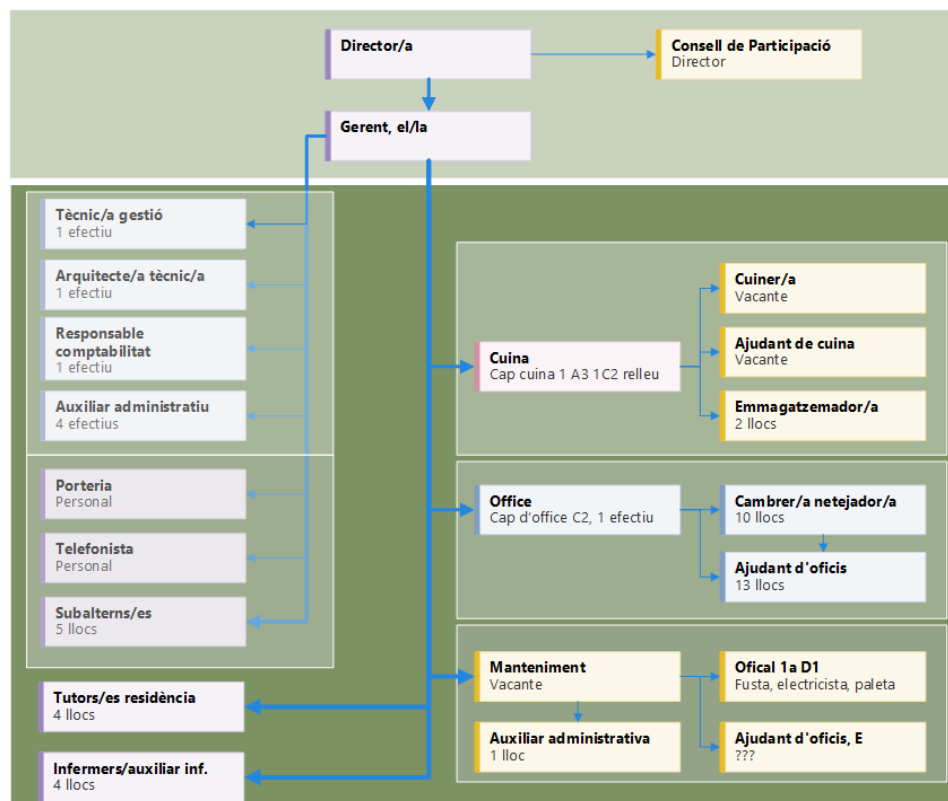 Director/a
Consell de Participació
Director
Gerent, el/la
Tècnic/a gestió
1 efectiu
Arquitecte/a tècnic/a
1 efectiu
Responsable
comptabilitat
1 efectiu
Auxiliar administratiu
4 efectius
Porteria
Personal
Telefonista
Personal
Subalterns/es
5 llocs
Tutors/es residència
4 llocs
Infermers/auxiliar inf.
4 llocs
Cuina
Cap cuina 1 A3 1C2 relleu
Cuiner/a
Vacante
Ajudant de cuina
Vacante
Emmagatzemador/a
2 llocs
Office
Cap d'office C2, 1 efectiu
Cambrer/a netejador/a
10 llocs
Ajudant d'oficis
13 llocs
Manteniment
Vacante
Auxiliar administrativa
1 lloc
Ofical 1a D1
Fusta, electricista, paleta
Ajudant d'oficis, E
???